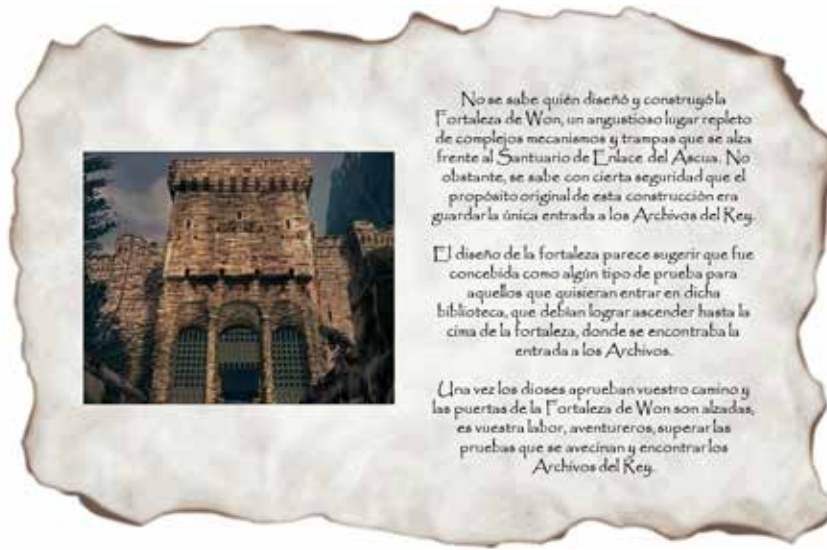 No se sabe quién diseñó y construyó la
Fortaleza de Won, un angustioso lugar repleto
de complejos mecanismos y trampas que se alza
frente al Santuario de Enlace del Ascua. No
obstante, se sabe con cierta seguridad que el
propósito original de esta construcción era
guardar la única entrada a los Archivos del Rey.
El diseño de la fortaleza parece sugerir que fue
concebida como algún tipo de prueba para
aquellos que quisieran entrar en dicha
biblioteca, que debían lograr ascender hasta la
cima de la fortaleza, donde se encontraba la
entrada a los Archivos.
Una vez los dioses aprueban vuestro camino y
las puertas de la Fortaleza de Won son alzadas,
es vuestra labor, aventureros, superar las
pruebas que se avecinan y encontrar los
Archivos del Rey.